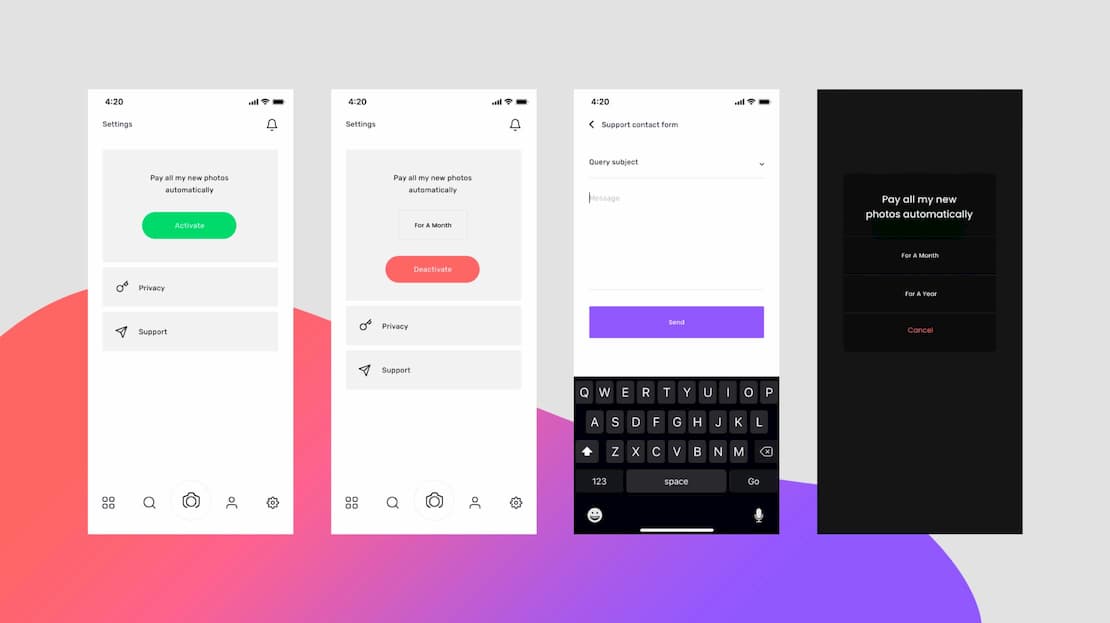 4:20
Settings
Pay all my new photos
automatically
Activate
Privacy
Support
4:20
Settings
Pay all my new photos
automatically
For A Month
Deactivate
Privacy
Support
4:20
Support contact form
Query subject
Message
Send
Q W E R T Y U I O P
A S D F G H J K L
Z X C V B N M
123 space Go
Pay all my new
photos automatically
For A Month
For A Year
Cancel